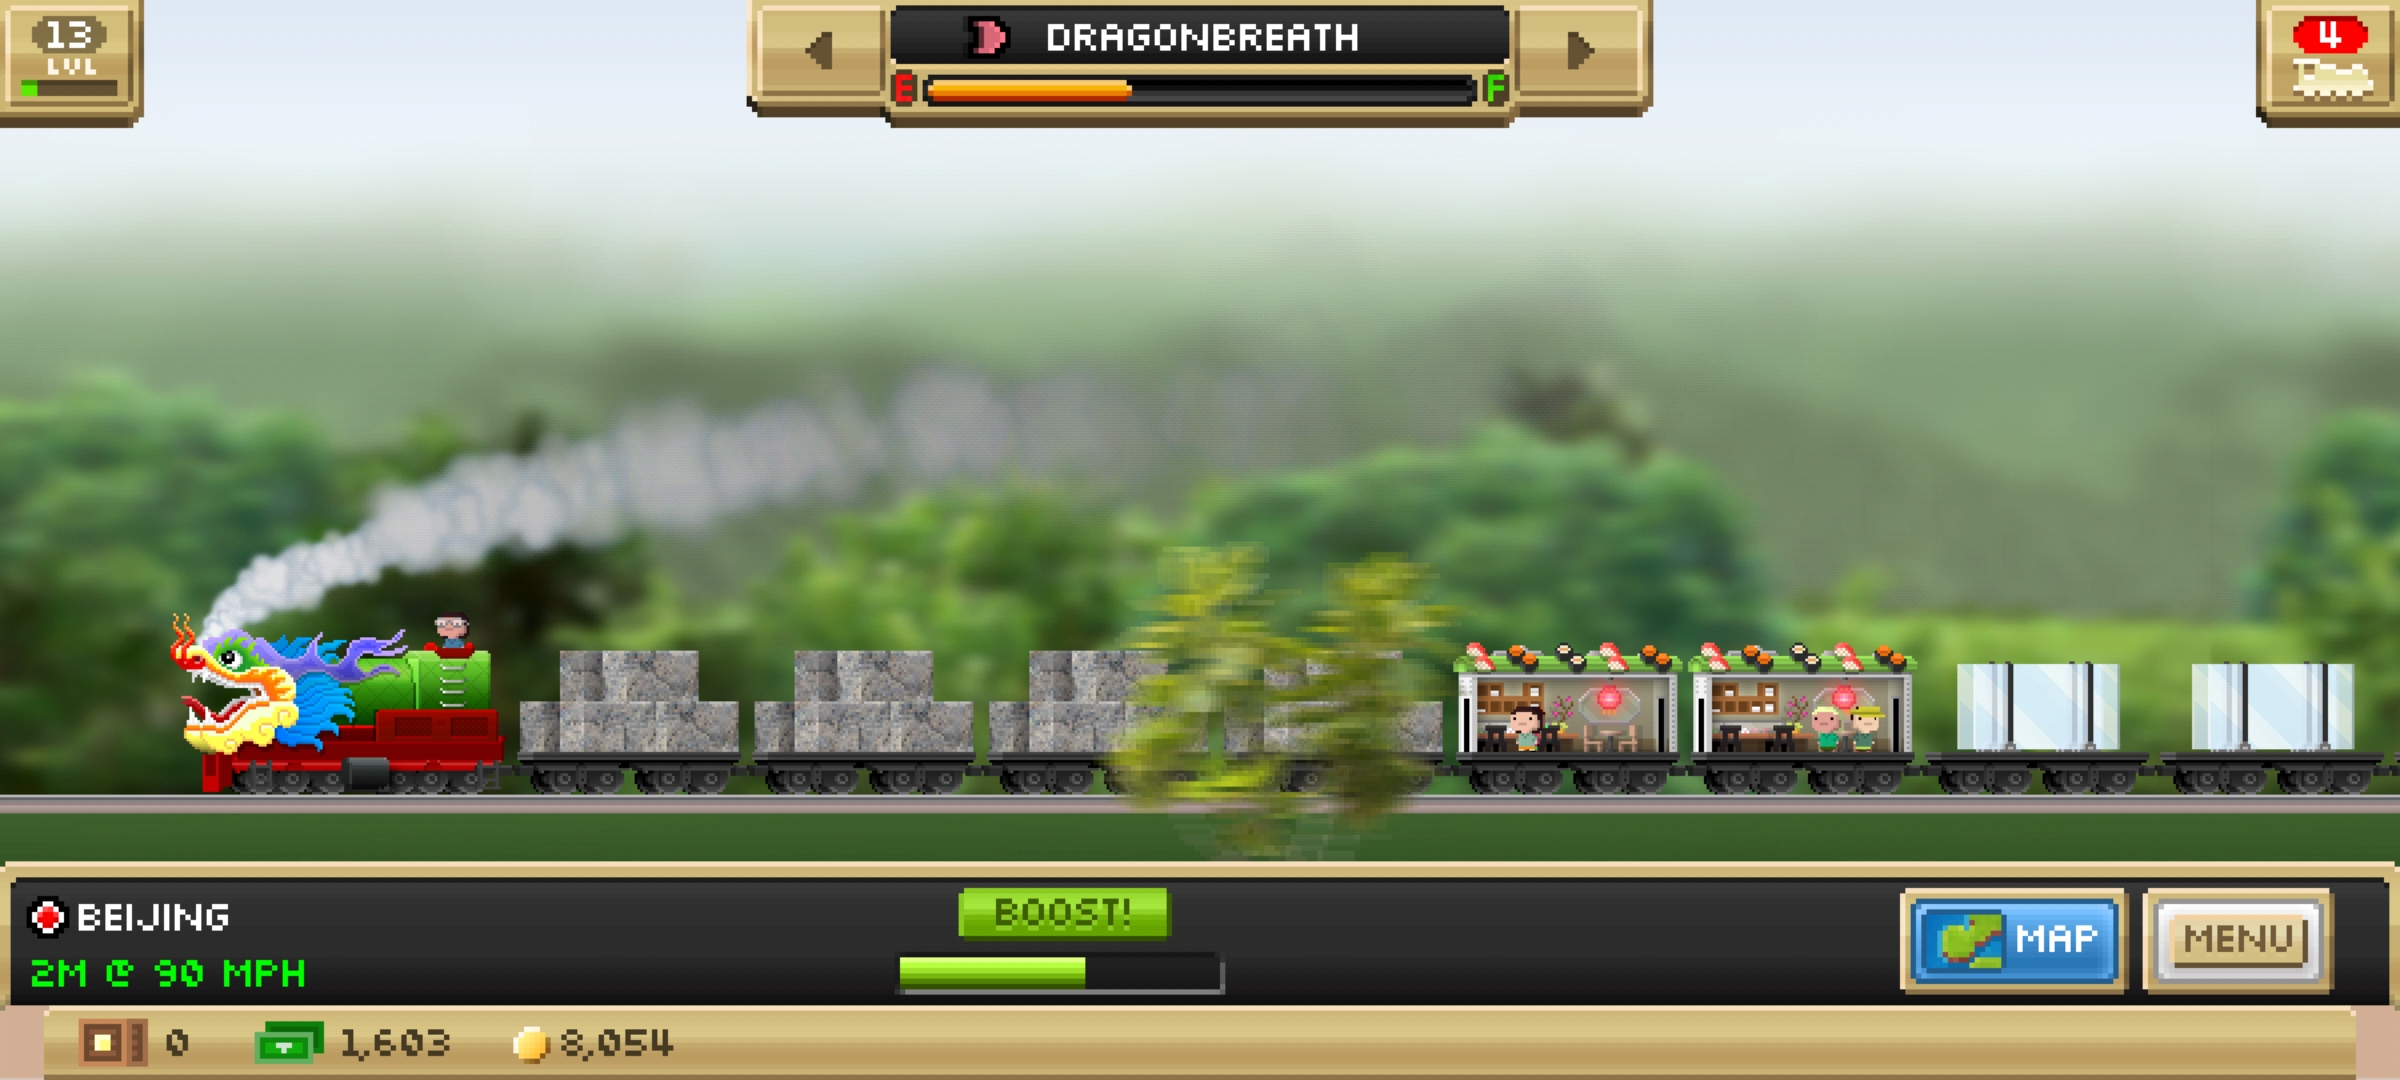 13
LVL
DRAGONBREATH
E F
4
BEIJING
2M @ 90 MPH
BOOST!
MAP
MENU
0 1,603 8,054